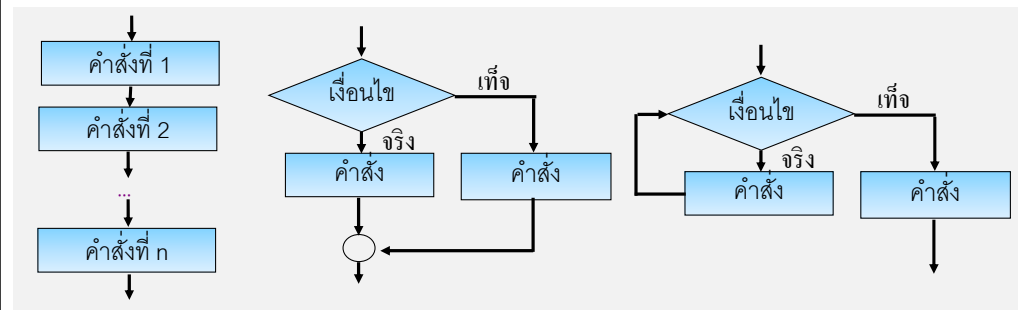 คำสั่งที่ 1
คำสั่งที่ 2
...
คำสั่งที่ n
เงื่อนไข
เท็จ
จริง
คำสั่ง
คำสั่ง
เงื่อนไข
เท็จ
จริง
คำสั่ง
คำสั่ง